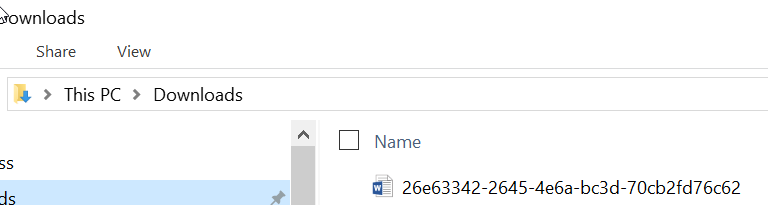 Downloads
Share View
This PC Downloads
Name
ss
26e63342-2645-4e6a-bc3d-70cb2fd76c62
ds